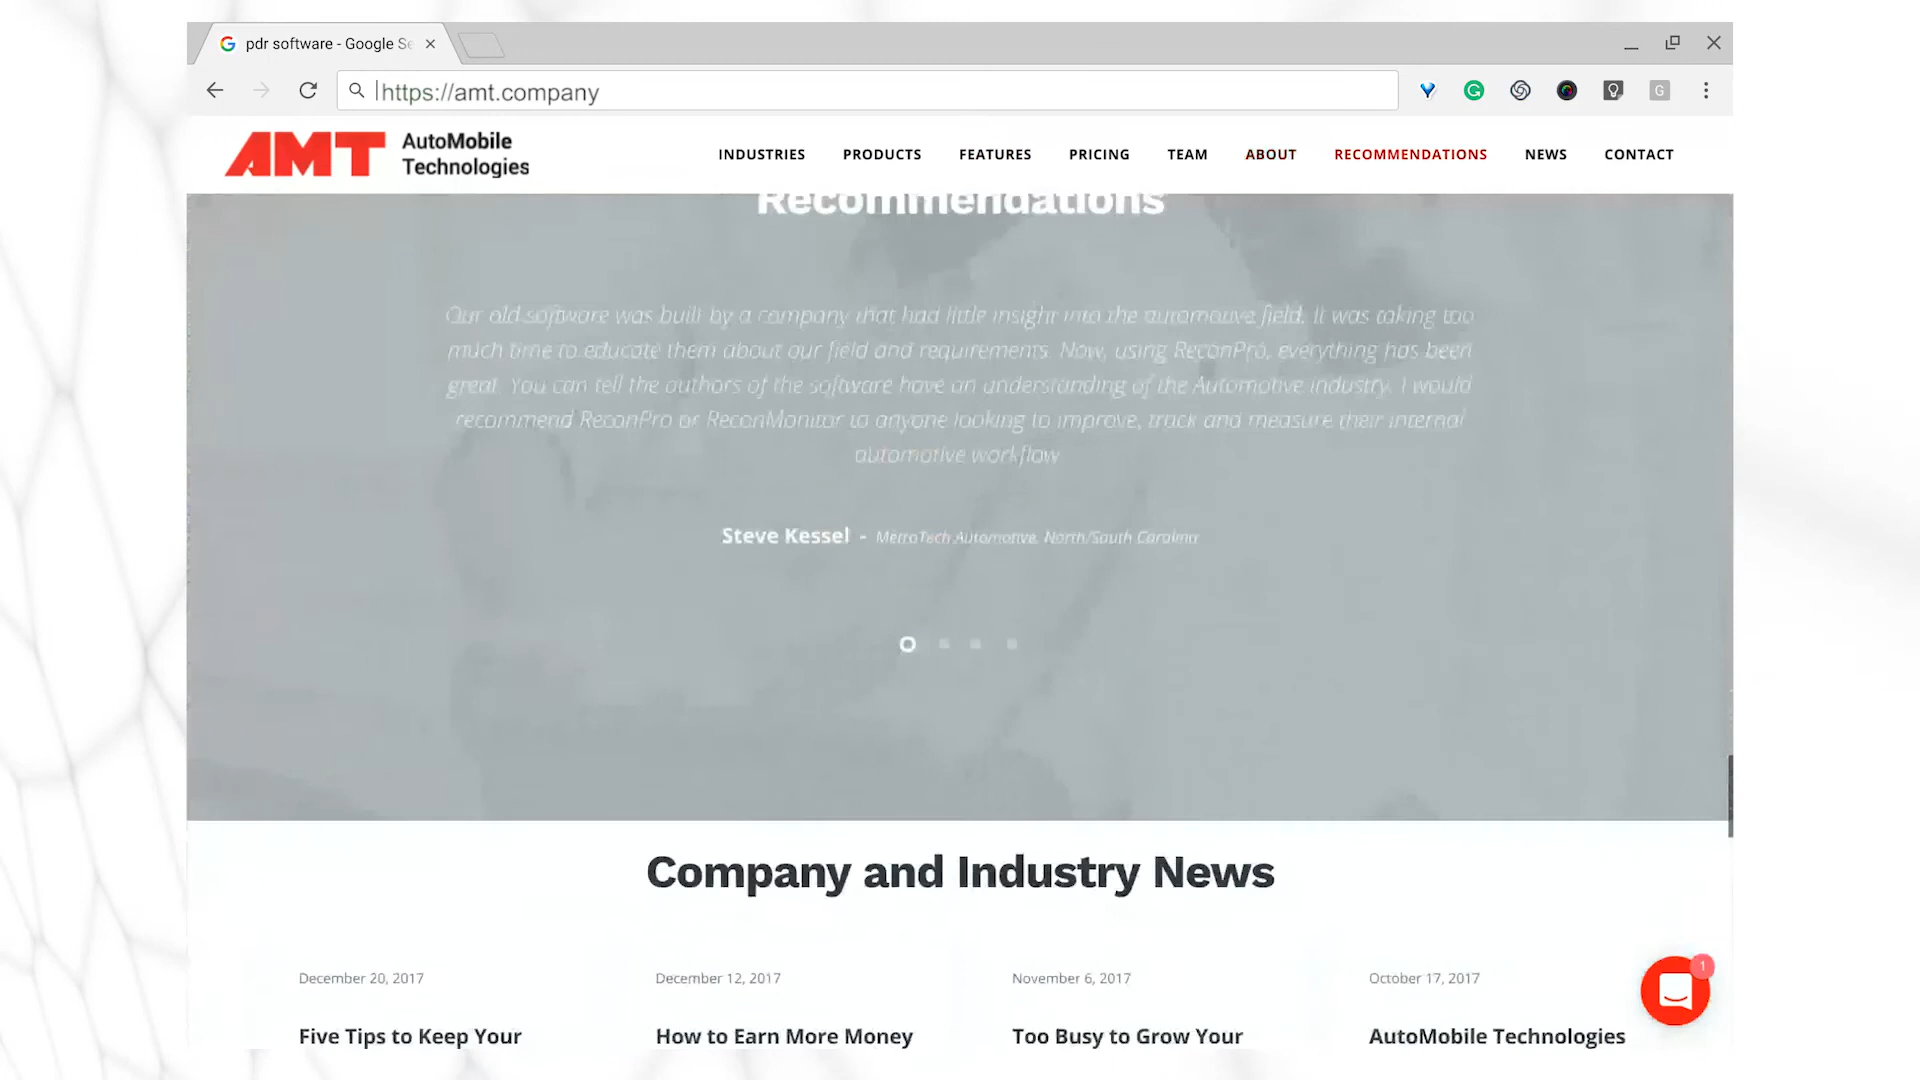 pdr software - Google Se
https://amt.company
AMT AutoMobile
Technologies
INDUSTRIES PRODUCTS FEATURES PRICING TEAM ABOUT RECOMMENDATIONS NEWS CONTACT
Recommendations
Our old software was built by a company that had little insight into the automotive field. It was taking too
much time to educate them about our field and requirements. Now, using ReconPro, everything has been
great. You can tell the authors of the software have an understanding of the Automotive industry. I would
recommend ReconPro or ReconMonitor to anyone looking to improve, track and measure their internal
automotive workflow
Steve Kessel - MetroTech Automotive, North/South Carolina
Company and Industry News
December 20, 2017 December 12, 2017 November 6, 2017 October 17, 2017
1
Five Tips to Keep Your How to Earn More Money Too Busy to Grow Your AutoMobile Technologies